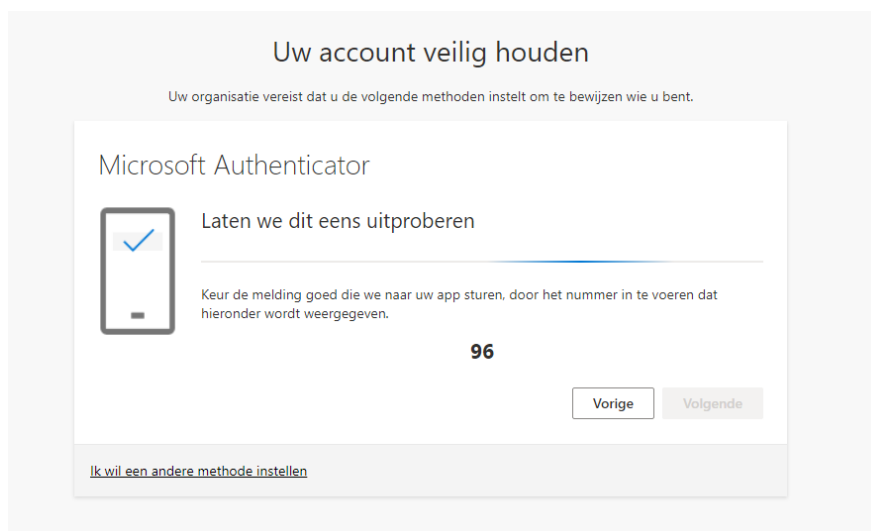 Uw account veilig houden
Uw organisatie vereist dat u de volgende methoden instelt om te bewijzen wie u bent.
Microsoft Authenticator
Laten we dit eens uitproberen
Keur de melding goed die we naar uw app sturen, door het nummer in te voeren dat
hieronder wordt weergegeven.
96
Vorige
Volgende
Ik wil een andere methode instellen